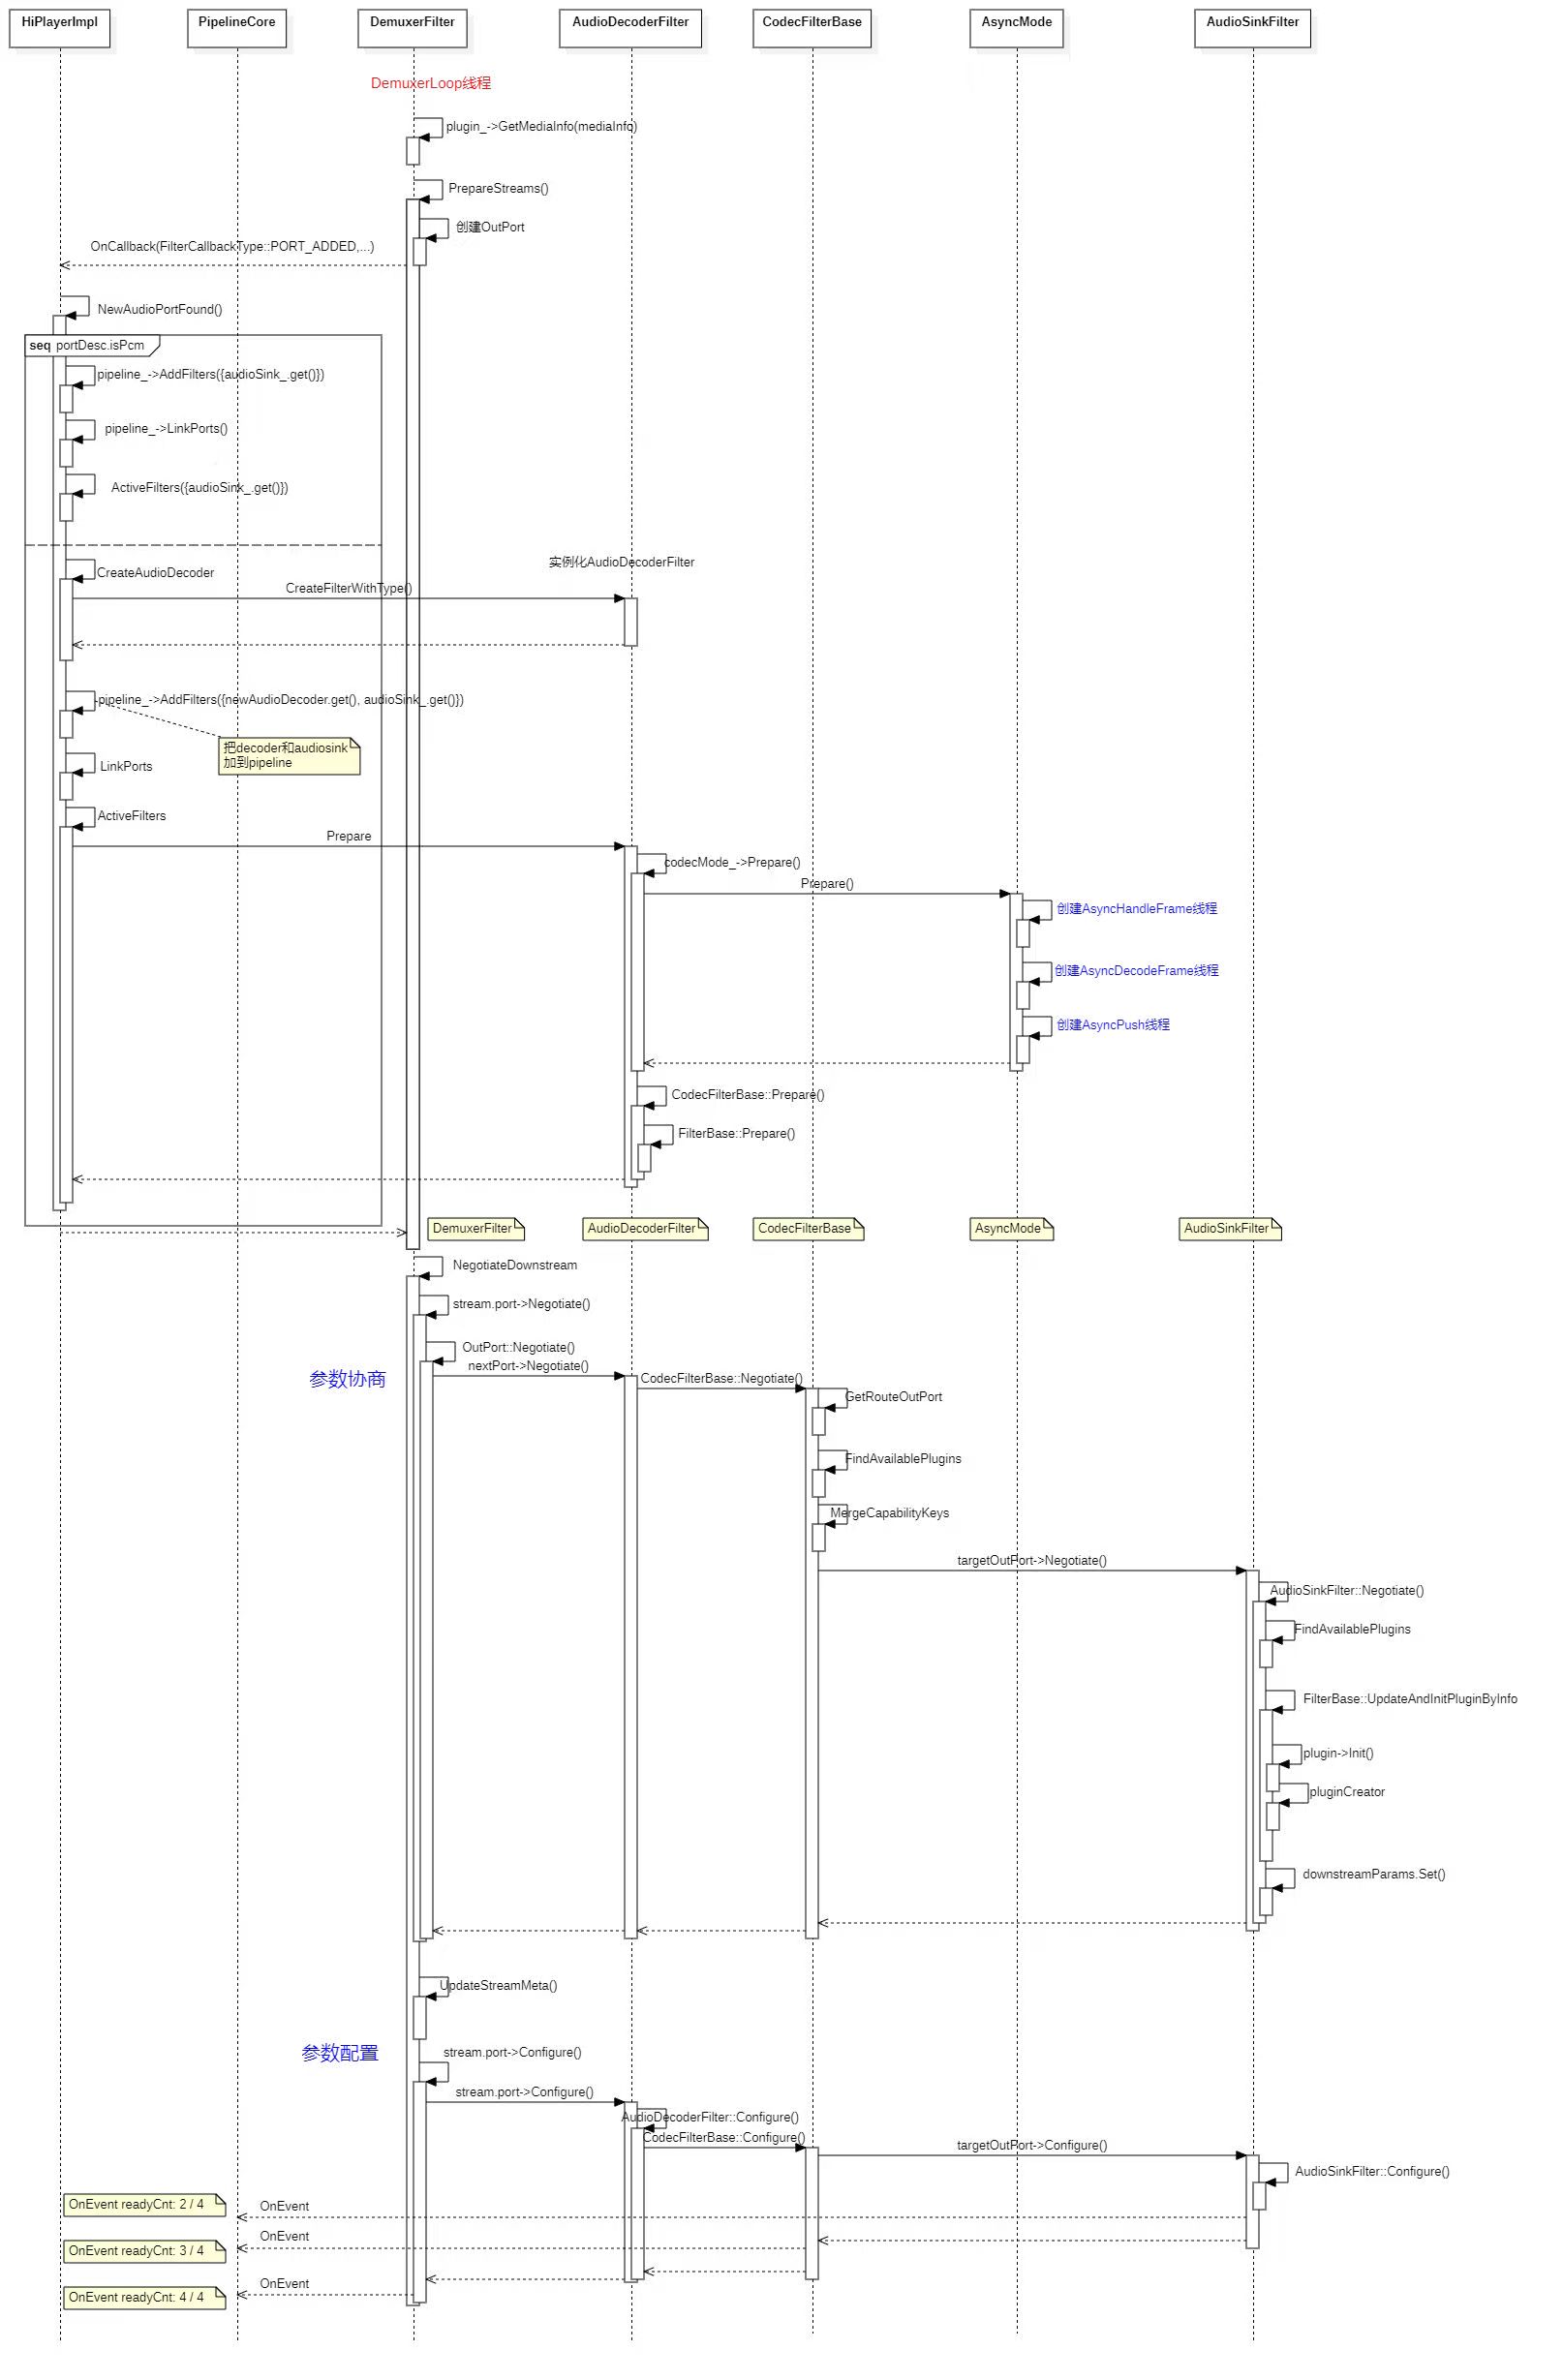 HiPlayerImpl
PipelineCore
DemuxerFilter
AudioDecoderFilter
CodecFilterBase
AsyncMode
AudioSinkFilter
DemuxerLoop线程
plugin_->GetMediaInfo(mediaInfo)
PrepareStreams()
创建OutPort
OnCallback(FilterCallbackType::PORT_ADDED,...)
NewAudioPortFound()
seq portDesc.isPcm
pipeline_->AddFilters({audioSink_.get()})
pipeline_->LinkPorts()
ActiveFilters({audioSink_.get()})
实例化AudioDecoderFilter
CreateAudioDecoder
CreateFilterWithType()
pipeline_->AddFilters({newAudioDecoder.get(), audioSink_.get()})
把decoder和audiosink
加到pipeline
LinkPorts
ActiveFilters
Prepare
codecMode_->Prepare()
Prepare()
创建AsyncHandleFrame线程
创建AsyncDecodeFrame线程
创建AsyncPush线程
CodecFilterBase::Prepare()
FilterBase::Prepare()
DemuxerFilter
AudioDecoderFilter
CodecFilterBase
AsyncMode
AudioSinkFilter
NegotiateDownstream
stream.port->Negotiate()
OutPort::Negotiate()
nextPort->Negotiate()
参数协商
CodecFilterBase::Negotiate()
GetRouteOutPort
FindAvailablePlugins
MergeCapabilityKeys
targetOutPort->Negotiate()
AudioSinkFilter::Negotiate()
FindAvailablePlugins
FilterBase::UpdateAndInitPluginByInfo
plugin->Init()
pluginCreator
downstreamParams.Set()
UpdateStreamMeta()
参数配置
stream.port->Configure()
stream.port->Configure()
AudioDecoderFilter::Configure()
CodecFilterBase::Configure()
targetOutPort->Configure()
AudioSinkFilter::Configure()
OnEvent readyCnt: 2 / 4
OnEvent
OnEvent readyCnt: 3 / 4
OnEvent
OnEvent readyCnt: 4 / 4
OnEvent